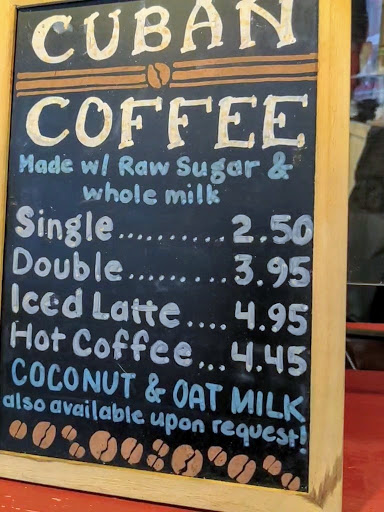 CUBAN
COFFEE
Made w/ Raw Sugar &
whole milk
Single.......... 2.50
Double......... 3.95
Iced Latte.... 4.95
Hot Coffee... 4.45
COCONUT & OAT MILK
also available upon request!